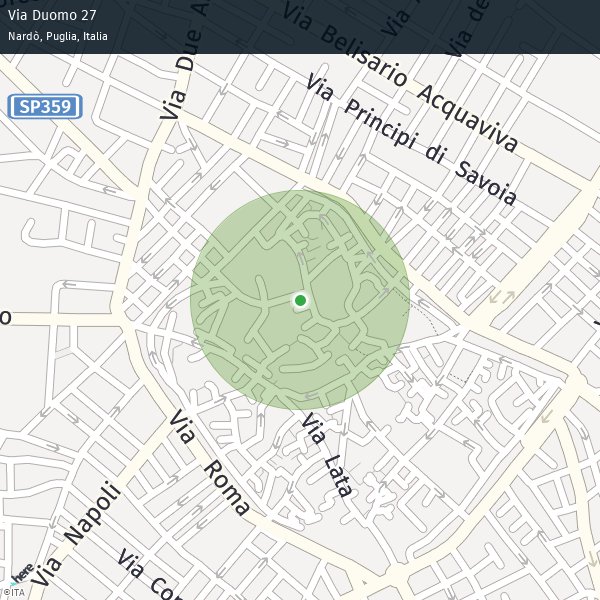 Via Duomo 27
Nardò, Puglia, Italia
Via Due A
Via
Via de
Via Belisario Acquaviva
SP359
Via Principi di Savoia
o
Via Lata
Via Roma
Via Napoli
Via Cor
here
©ITA